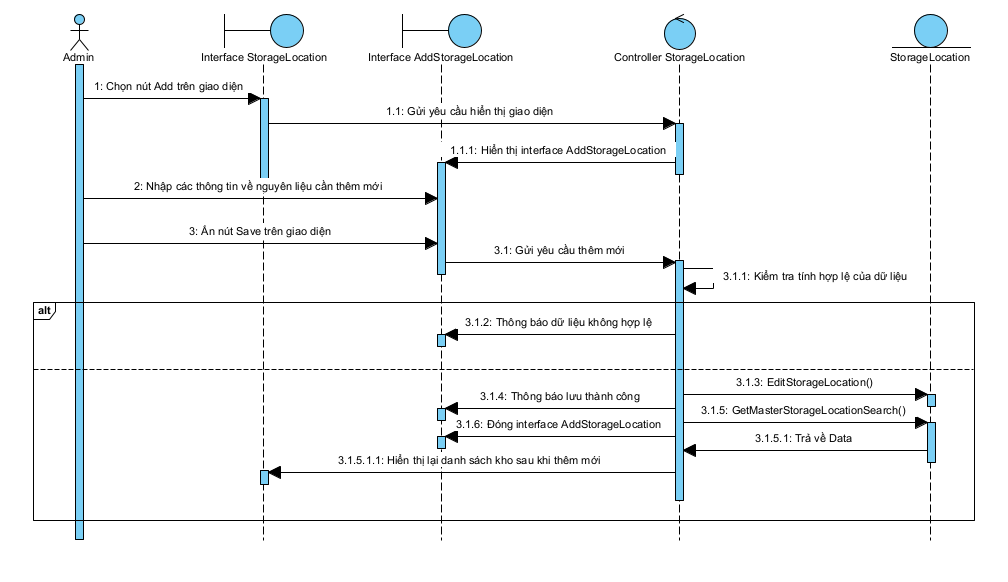 Admin
Interface StorageLocation
Interface AddStorageLocation
Controller StorageLocation
StorageLocation
1: Chọn nút Add trên giao diện
1.1: Gửi yêu cầu hiển thị giao diện
1.1.1: Hiển thị interface AddStorageLocation
2: Nhập các thông tin về nguyên liệu cần thêm mới
3: Ấn nút Save trên giao diện
3.1: Gửi yêu cầu thêm mới
3.1.1: Kiểm tra tính hợp lệ của dữ liệu
alt
3.1.2: Thông báo dữ liệu không hợp lệ
3.1.3: EditStorageLocation()
3.1.4: Thông báo lưu thành công
3.1.5: GetMasterStorageLocationSearch()
3.1.6: Đóng interface AddStorageLocation
3.1.5.1: Trả về Data
3.1.5.1.1: Hiển thị lại danh sách kho sau khi thêm mới